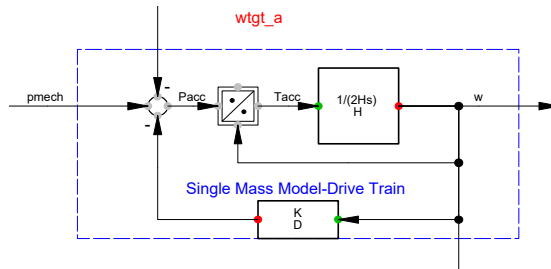 wtgt_a
pmech
-
Pacc
Tacc
1/(2Hs)
H
w
-
Single Mass Model-Drive Train
K
D